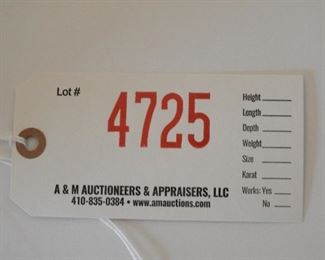 Lot #
4725
Height
Length
Depth
Weight
Size
Karat
Works: Yes
No
A & M AUCTIONEERS & APPRAISERS, LLC
410-835-0384 • www.amauctions.com